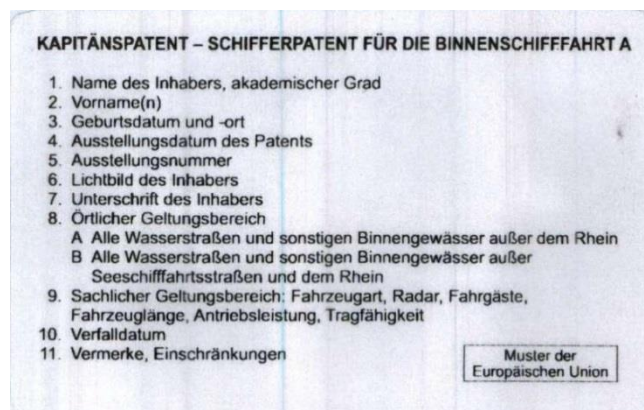 KAPITÄNSPATENT – SCHIFFERPATENT FÜR DIE BINNENSCHIFFFAHRT A
1. Name des Inhabers, akademischer Grad
2. Vorname(n)
3. Geburtsdatum und -ort
4. Ausstellungsdatum des Patents
5. Ausstellungsnummer
6. Lichtbild des Inhabers
7. Unterschrift des Inhabers
8. Örtlicher Geltungsbereich
A Alle Wasserstraßen und sonstigen Binnengewässer außer dem Rhein
B Alle Wasserstraßen und sonstigen Binnengewässer außer
Seeschifffahrtsstraßen und dem Rhein
9. Sachlicher Geltungsbereich: Fahrzeugart, Radar, Fahrgäste,
Fahrzeuglänge, Antriebsleistung, Tragfähigkeit
10. Verfalldatum
11. Vermerke, Einschränkungen
Muster der
Europäischen Union